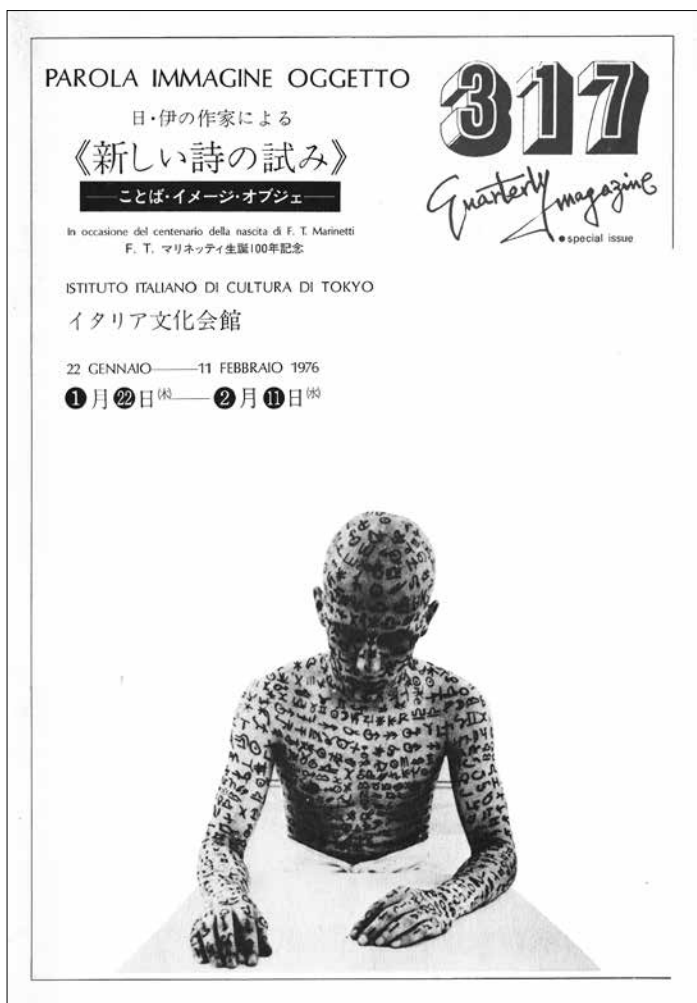 PAROLA IMMAGINE OGGETTO
日・伊の作家による
《新しい詩の試み》
ことば・イメージ・オブジェ
In occasione del centenario della nascita di F. T. Marinetti
F. T. マリネッティ生誕100年記念
ISTITUTO ITALIANO DI CULTURA DI TOKYO
イタリア文化会館
22 GENNAIO——11 FEBBRAIO 1976
1月22日(木)——2月11日(水)
317
Quarterly magazine
●special issue